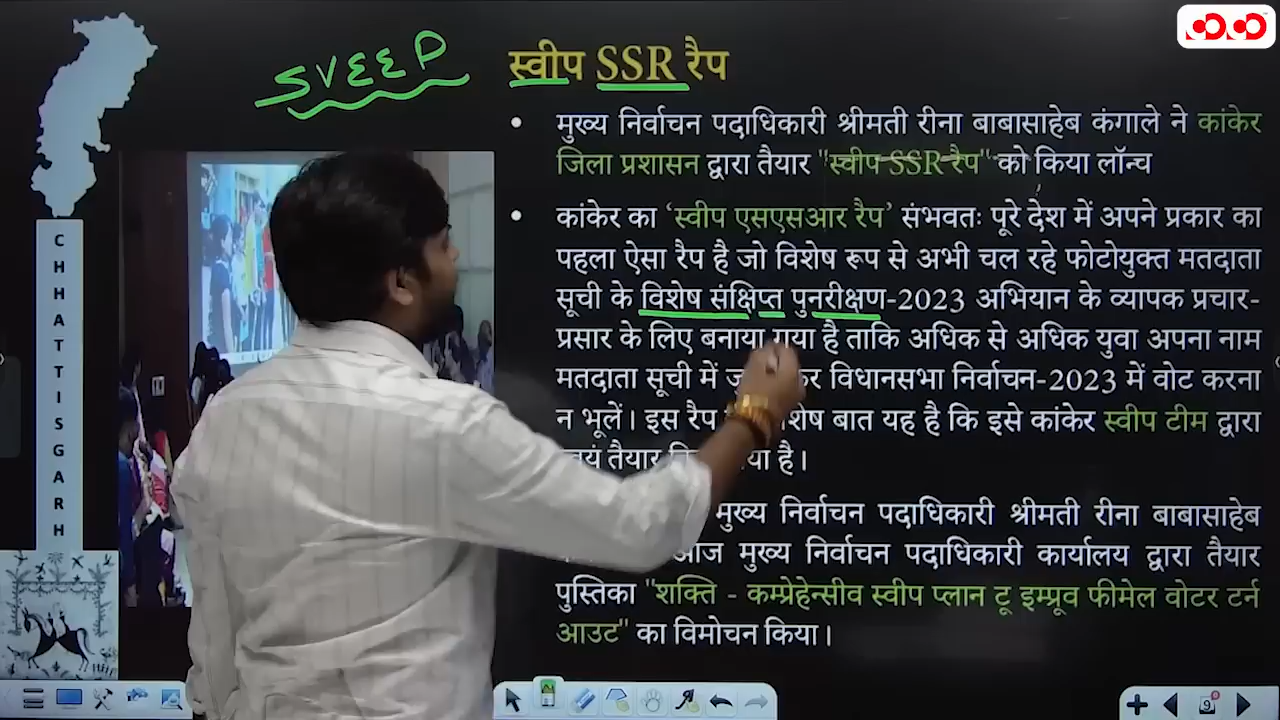 SVEEP
स्वीप SSR रैप
मुख्य निर्वाचन पदाधिकारी श्रीमती रीना बाबासाहेब कंगाले ने कांकेर
जिला प्रशासन द्वारा तैयार "स्वीप SSR रैप" को किया लॉन्च
कांकेर का ‘स्वीप एसएसआर रैप’ संभवतः पूरे देश में अपने प्रकार का
पहला ऐसा रैप है जो विशेष रूप से अभी चल रहे फोटोयुक्त मतदाता
सूची के विशेष संक्षिप्त पुनरीक्षण-2023 अभियान के व्यापक प्रचार-
प्रसार के लिए बनाया गया है ताकि अधिक से अधिक युवा अपना नाम
मतदाता सूची में विधानसभा निर्वाचन-2023 में वोट करना
न भूलें। इस रैप बात यह है कि इसे कांकेर स्वीप टीम द्वारा
तैयार है।
मुख्य निर्वाचन पदाधिकारी श्रीमती रीना बाबासाहेब
आज मुख्य निर्वाचन पदाधिकारी कार्यालय द्वारा तैयार
पुस्तिका "शक्ति - कम्प्रेहेन्सीव स्वीप प्लान टू इम्प्रूव फीमेल वोटर टर्न
आउट" का विमोचन किया।
CHHATTISGARH
9